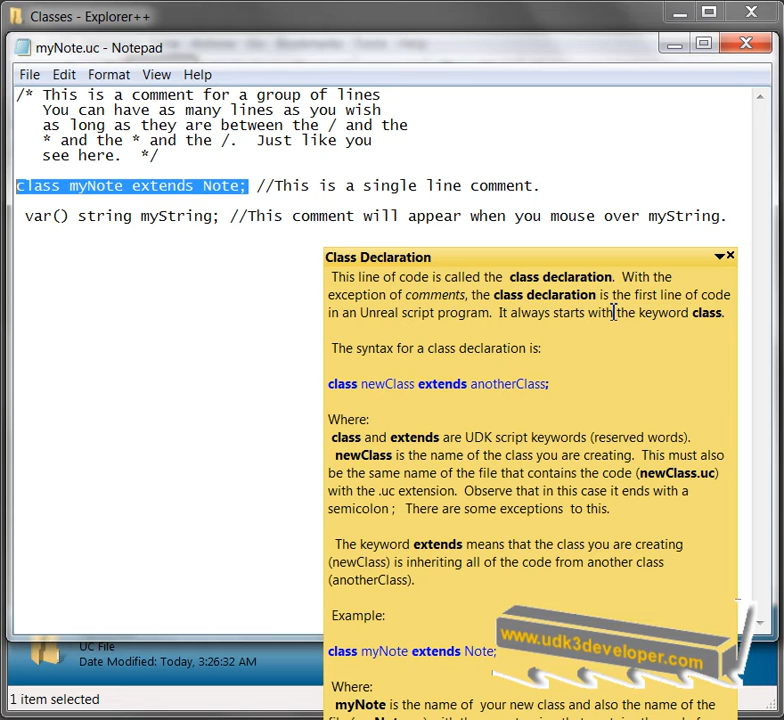 Classes - Explorer++
myNote.uc - Notepad
File Edit Format View Help
/* This is a comment for a group of lines
You can have as many lines as you wish
as long as they are between the / and the
* and the * and the /. Just like you
see here. */
class myNote extends Note; //This is a single line comment.
var() string myString; //This comment will appear when you mouse over myString.
Class Declaration
This line of code is called the class declaration. With the
exception of comments, the class declaration is the first line of code
in an Unreal script program. It always starts with the keyword class.
The syntax for a class declaration is:
class newClass extends anotherClass;
Where:
class and extends are UDK script keywords (reserved words).
newClass is the name of the class you are creating. This must also
be the same name of the file that contains the code (newClass.uc)
with the .uc extension. Observe that in this case it ends with a
semicolon ; There are some exceptions to this.
The keyword extends means that the class you are creating
(newClass) is inheriting all of the code from another class
(anotherClass).
Example:
class myNote extends Note;
Where:
myNote is the name of your new class and also the name of the
www.udk3developer.com
UC File
Date Modified: Today, 3:26:32 AM
1 item selected